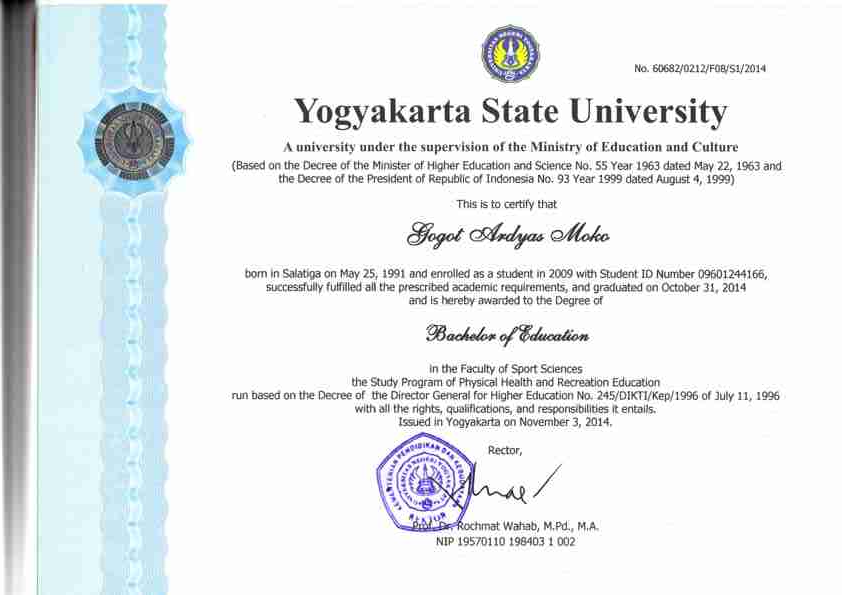 No. 60682/0212/F08/S1/2014
Yogyakarta State University
A university under the supervision of the Ministry of Education and Culture
(Based on the Decree of the Minister of Higher Education and Science No. 55 Year 1963 dated May 22, 1963 and
the Decree of the President of Republic of Indonesia No. 93 Year 1999 dated August 4, 1999)
This is to certify that
Gogot Ardyas Moko
born in Salatiga on May 25, 1991 and enrolled as a student in 2009 with Student ID Number 09601244166,
successfully fulfilled all the prescribed academic requirements, and graduated on October 31, 2014
and is hereby awarded to the Degree of
Bachelor of Education
in the Faculty of Sport Sciences
the Study Program of Physical Health and Recreation Education
run based on the Decree of the Director General for Higher Education No. 245/DIKTI/Kep/1996 of July 11, 1996
with all the rights, qualifications, and responsibilities it entails.
Issued in Yogyakarta on November 3, 2014.
Rector,
KEMENTERIAN PENDIDIKAN DAN KEBUDAYAAN
UNIVERSITAS NEGERI YOGYAKARTA
REKTOR
Prof. Dr. Rochmat Wahab, M.Pd., M.A.
NIP 19570110 198403 1 002